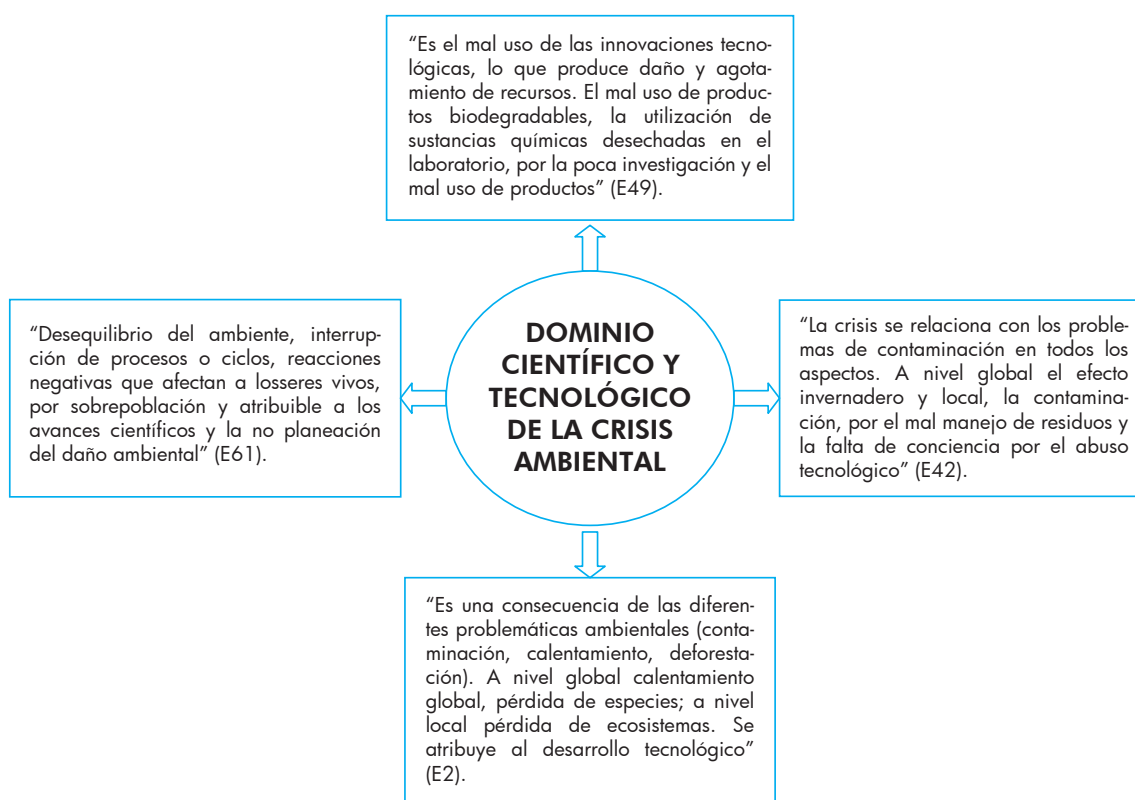 “Es el mal uso de las innovaciones tecno-
lógicas, lo que produce daño y agota-
miento de recursos. El mal uso de produc-
tos biodegradables, la utilización de
sustancias químicas desechadas en el
laboratorio, por la poca investigación y el
mal uso de productos” (E49).
“Desequilibrio del ambiente, interrup-
ción de procesos o ciclos, reacciones
negativas que afectan a losseres vivos,
por sobrepoblación y atribuible a los
avances científicos y la no planeación
del daño ambiental” (E61).
DOMINIO
CIENTÍFICO Y
TECNOLÓGICO
DE LA CRISIS
AMBIENTAL
“La crisis se relaciona con los proble-
mas de contaminación en todos los
aspectos. A nivel global el efecto
invernadero y local, la contamina-
ción, por el mal manejo de residuos y
la falta de conciencia por el abuso
tecnológico” (E42).
“Es una consecuencia de las diferen-
tes problemáticas ambientales (conta-
minación, calentamiento, deforesta-
ción). A nivel global calentamiento
global, pérdida de especies; a nivel
local pérdida de ecosistemas. Se
atribuye al desarrollo tecnológico”
(E2).